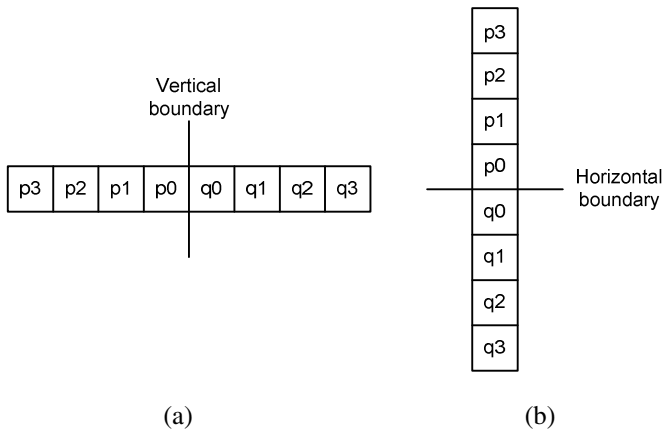 Vertical
boundary
p3 p2 p1 p0 q0 q1 q2 q3
(a)
p3
p2
p1
p0
Horizontal
boundary
q0
q1
q2
q3
(b)